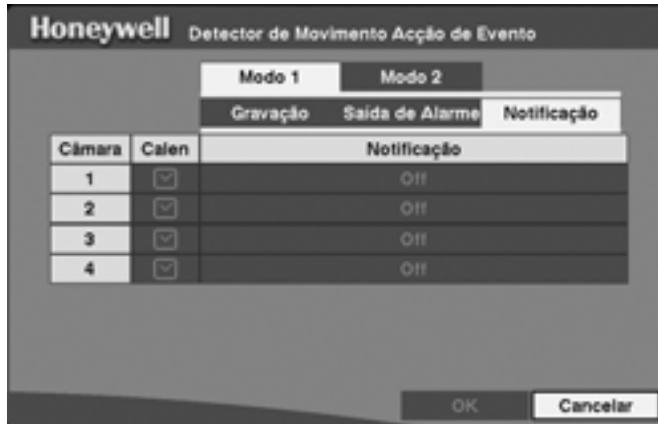 Honeywell Detector de Movimento Acção de Evento
Modo 1 Modo 2
Gravação Saída de Alarme Notificação
Câmara Calen Notificação
1 Off
2 Off
3 Off
4 Off
OK Cancelar